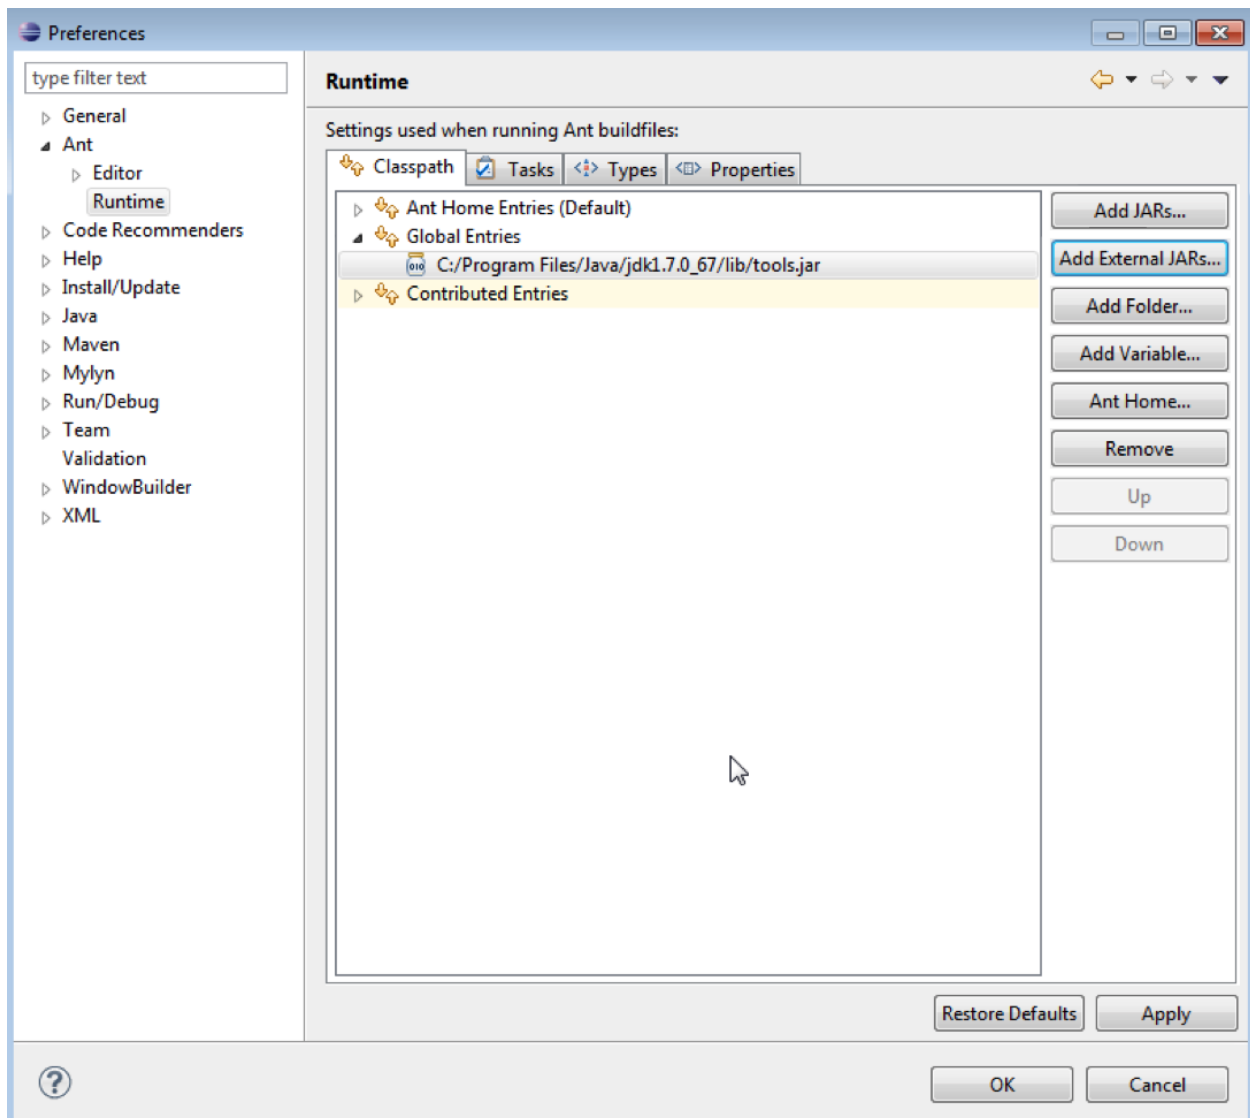 Preferences
type filter text
General
Ant
Editor
Runtime
Code Recommenders
Help
Install/Update
Java
Maven
Mylyn
Run/Debug
Team
Validation
WindowBuilder
XML
Runtime
Settings used when running Ant buildfiles:
Classpath Tasks Types Properties
Ant Home Entries (Default)
Global Entries
C:/Program Files/Java/jdk1.7.0_67/lib/tools.jar
Contributed Entries
Add JARs...
Add External JARs...
Add Folder...
Add Variable...
Ant Home...
Remove
Up
Down
Restore Defaults Apply
OK Cancel